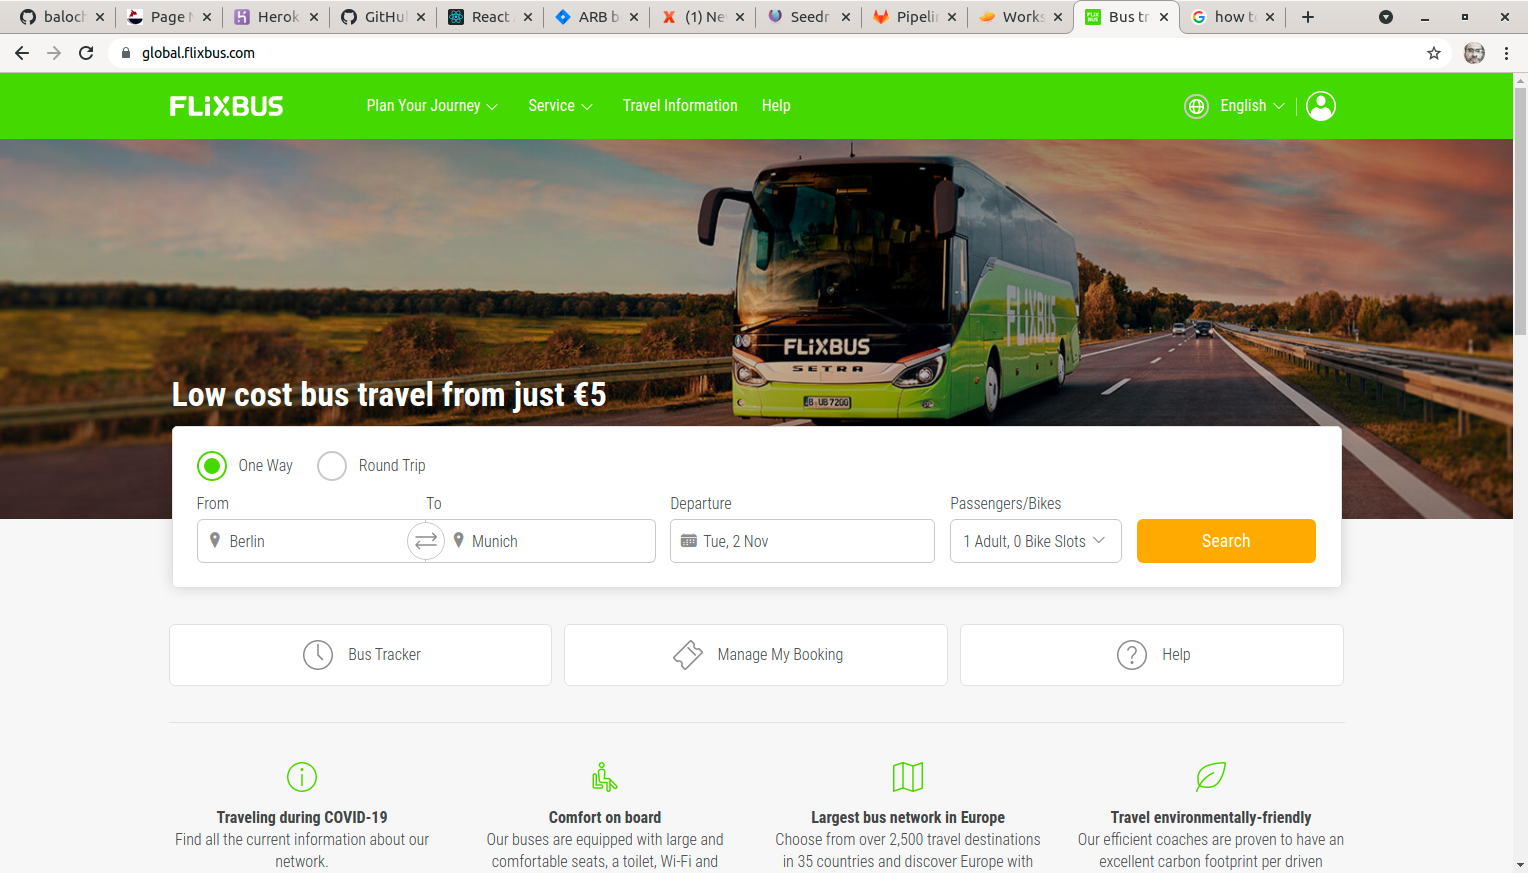 baloch
Page N
Herok
GitHu
React
ARB b
(1) Ne
Seedr
Pipelin
Works
Bus tr
how to
global.flixbus.com
FLiXBUS
Plan Your Journey
Service
Travel Information
Help
English
FLiXBUS
FLiXBUS
SETRA
B UB 7200
Low cost bus travel from just €5
One Way
Round Trip
From
To
Departure
Passengers/Bikes
Berlin
Munich
Tue, 2 Nov
1 Adult, 0 Bike Slots
Search
Bus Tracker
Manage My Booking
Help
Traveling during COVID-19
Find all the current information about our
network.
Comfort on board
Our buses are equipped with large and
comfortable seats, a toilet, Wi-Fi and
Largest bus network in Europe
Choose from over 2,500 travel destinations
in 35 countries and discover Europe with
Travel environmentally-friendly
Our efficient coaches are proven to have an
excellent carbon footprint per driven